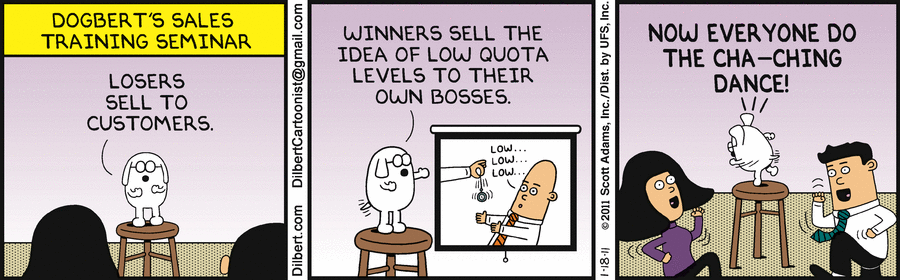 DOGBERT'S SALES
TRAINING SEMINAR
LOSERS
SELL TO
CUSTOMERS.
Dilbert.com DilbertCartoonist@gmail.com
WINNERS SELL THE
IDEA OF LOW QUOTA
LEVELS TO THEIR
OWN BOSSES.
LOW...
LOW...
LOW...
1-18-11 ©2011 Scott Adams, Inc./Dist. by UFS, Inc.
NOW EVERYONE DO
THE CHA-CHING
DANCE!